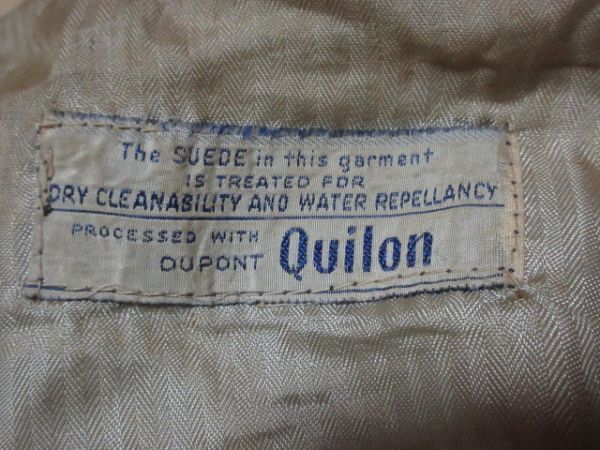 The SUEDE in this garment
IS TREATED FOR
DRY CLEANABILITY AND WATER REPELLANCY
PROCESSED WITH
DUPONT Quilon